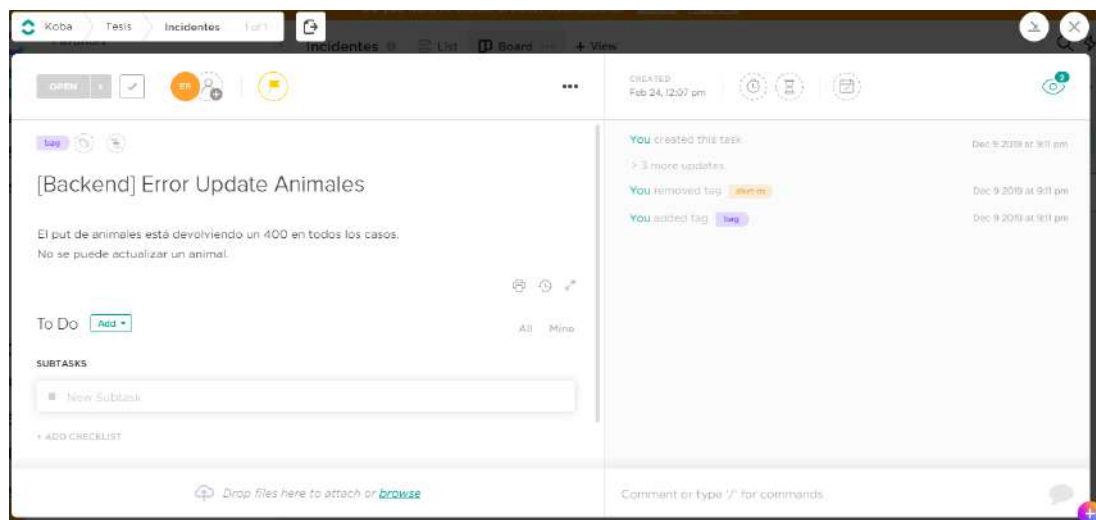 Koba Tesis Incidentes 1 of 1
Incidentes List Board + View
OPEN
ER
CREATED
Feb 24, 12:07 pm
2
bag
[Backend] Error Update Animales
El put de animales está devolviendo un 400 en todos los casos.
No se puede actualizar un animal.
To Do Add
All Mine
SUBTASKS
New Subtask
+ ADD CHECKLIST
Drop files here to attach or browse
You created this task Dec 9 2019 at 9:11 pm
> 3 more updates
You removed tag Dec 9 2019 at 9:11 pm
You added tag bag Dec 9 2019 at 9:11 pm
Comment or type '/' for commands